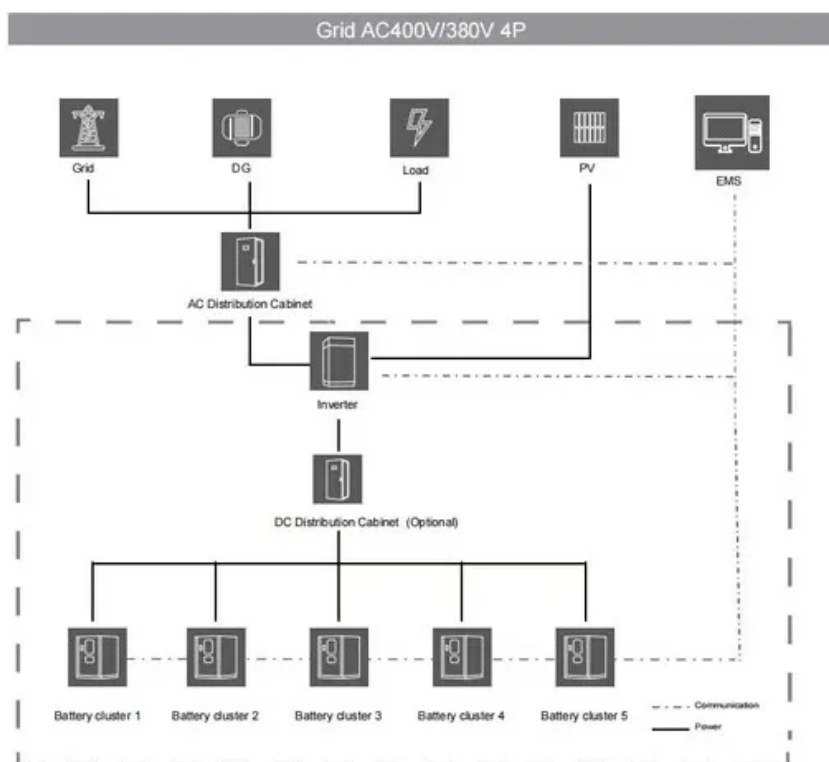 Grid AC400V/380V 4P
Grid
DG
Load
PV
EMS
AC Distribution Cabinet
Inverter
DC Distribution Cabinet (Optional)
Battery cluster 1
Battery cluster 2
Battery cluster 3
Battery cluster 4
Battery cluster 5
Communication
Power